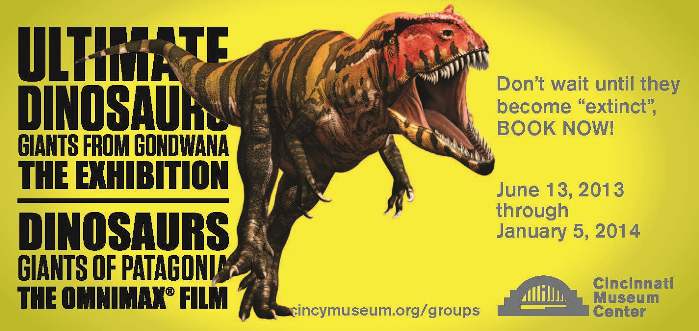 ULTIMATE
DINOSAURS
GIANTS FROM GONDWANA
THE EXHIBITION
DINOSAURS
GIANTS OF PATAGONIA
THE OMNIMAX® FILM
Don't wait until they
become "extinct",
BOOK NOW!
June 13, 2013
through
January 5, 2014
cincymuseum.org/groups
Cincinnati
Museum
Center